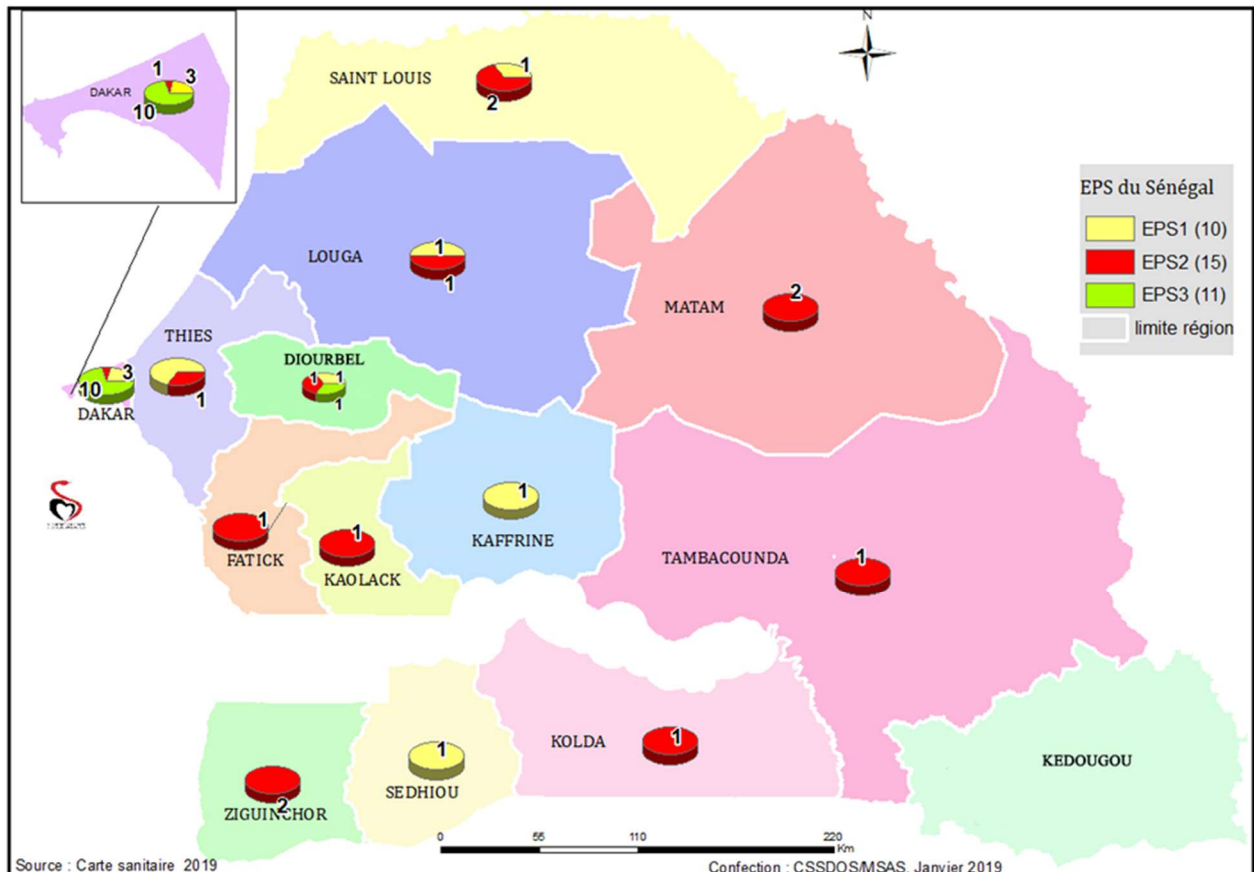 N
SAINT LOUIS
1
2
1
3
DAKAR
10
EPS du Sénégal
EPS1 (10)
EPS2 (15)
EPS3 (11)
limite région
LOUGA
1
1
MATAM
2
THIES
1
DIOURBEL
1
1
1
3
10
DAKAR
1
FATICK
1
KAOLACK
1
KAFFRINE
TAMBACOUNDA
1
KOLDA
1
KEDOUGOU
1
SEDHIOU
2
ZIGUINCHOR
0
55
110
220
Km
Source : Carte sanitaire 2019
Confection : CSSDOS/MSAS, Janvier 2019